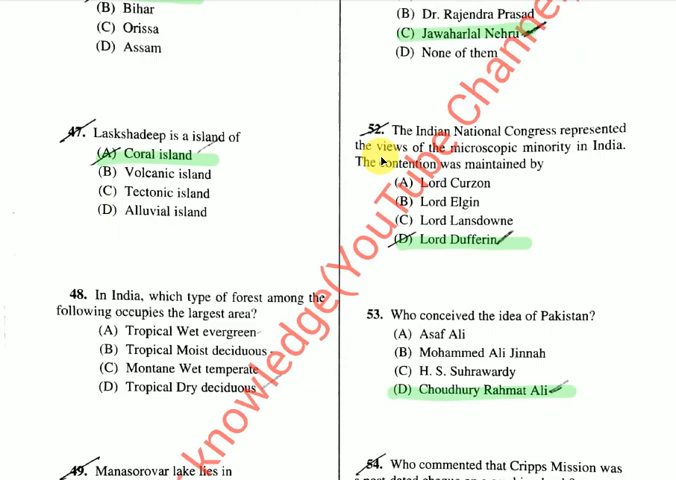 (B) Bihar
(C) Orissa
(D) Assam
47. Laskshadeep is a island of
(A) Coral island
(B) Volcanic island
(C) Tectonic island
(D) Alluvial island
48. In India, which type of forest among the
following occupies the largest area?
(A) Tropical Wet evergreen
(B) Tropical Moist deciduous
(C) Montane Wet temperate
(D) Tropical Dry deciduous
49. Manasorovar lake lies in
(B) Dr. Rajendra Prasad
(C) Jawaharlal Nehru
(D) None of them
52. The Indian National Congress represented
the views of the microscopic minority in India.
The contention was maintained by
(A) Lord Curzon
(B) Lord Elgin
(C) Lord Lansdowne
(D) Lord Dufferin
53. Who conceived the idea of Pakistan?
(A) Asaf Ali
(B) Mohammed Ali Jinnah
(C) H. S. Suhrawardy
(D) Choudhury Rahmat Ali
54. Who commented that Cripps Mission was
knowledge(YouTube Channe